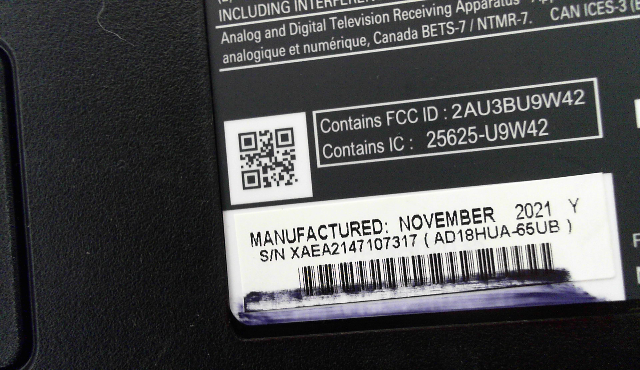 INCLUDING INTERFEREN
Analog and Digital Television Receiving Apparatus
analogique et numérique, Canada BETS-7 / NTMR-7. CAN ICES-3 (
Contains FCC ID : 2AU3BU9W42
Contains IC : 25625-U9W42
MANUFACTURED: NOVEMBER 2021 Y
S/N XAEA2147107317 ( AD18HUA-65UB )